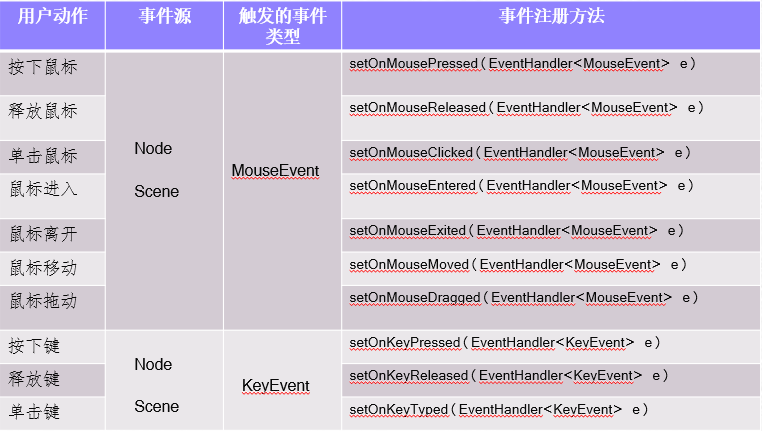 用户动作 事件源 触发的事件类型 事件注册方法
按下鼠标 setOnMousePressed(EventHandler<MouseEvent> e)
释放鼠标 setOnMouseReleased(EventHandler<MouseEvent> e)
单击鼠标 Node setOnMouseClicked(EventHandler<MouseEvent> e)
MouseEvent
鼠标进入 Scene setOnMouseEntered(EventHandler<MouseEvent> e)
鼠标离开 setOnMouseExited(EventHandler<MouseEvent> e)
鼠标移动 setOnMouseMoved(EventHandler<MouseEvent> e)
鼠标拖动 setOnMouseDragged(EventHandler<MouseEvent> e)
按下键 setOnKeyPressed(EventHandler<KeyEvent> e)
Node
释放键 KeyEvent setOnKeyReleased(EventHandler<KeyEvent> e)
单击键 Scene setOnKeyTyped(EventHandler<KeyEvent> e)